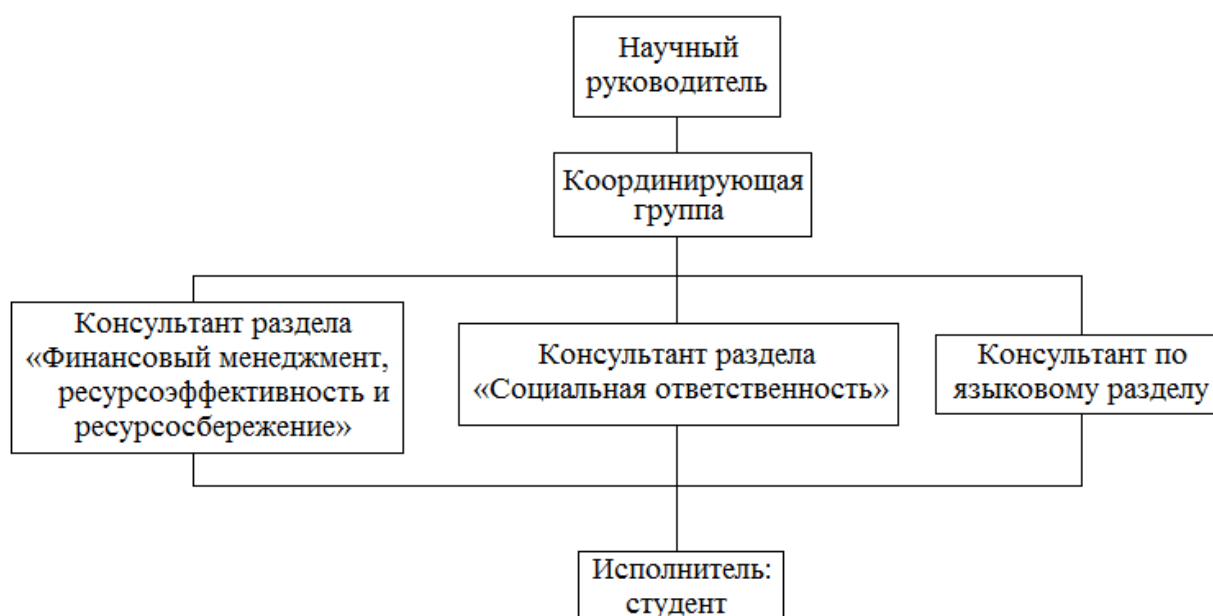 Научный
руководитель
Координирующая
группа
Консультант раздела
«Финансовый менеджмент,
ресурсоэффективность и
ресурсосбережение»
Консультант раздела
«Социальная ответственность»
Консультант по
языковому разделу
Исполнитель:
студент